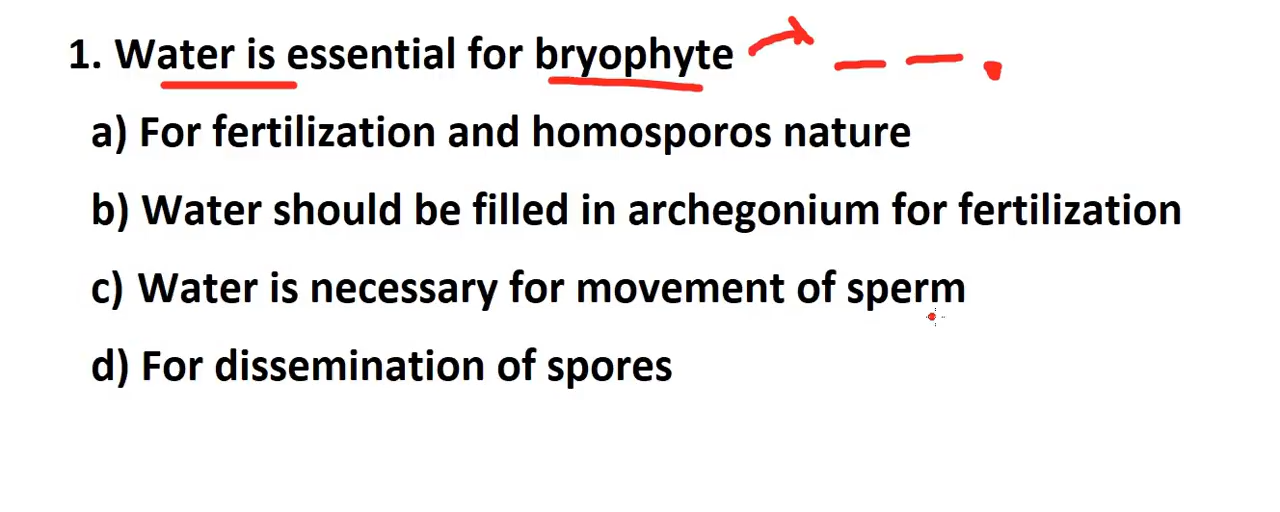 1. Water is essential for bryophyte
a) For fertilization and homosporos nature
b) Water should be filled in archegonium for fertilization
c) Water is necessary for movement of sperm
d) For dissemination of spores